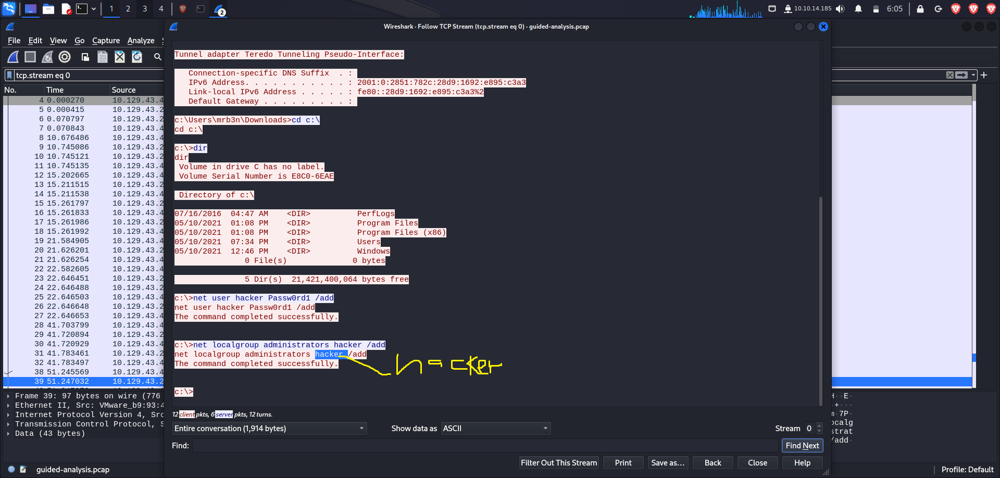 1 2 3 4 2 10.10.14.185 6:05
Wireshark · Follow TCP Stream (tcp.stream eq 0) · guided-analysis.pcap
File Edit View Go Capture Analyze
tcp.stream eq 0
No. Time Source
4 0.000270 10.129.43.4
5 0.000415 10.129.43.2
6 0.070797 10.129.43.4
7 0.070843 10.129.43.2
8 10.676486 10.129.43.4
9 10.745086 10.129.43.2
10 10.745121 10.129.43.2
11 10.745135 10.129.43.4
12 15.202665 10.129.43.4
13 15.211515 10.129.43.2
14 15.211538 10.129.43.4
15 15.261797 10.129.43.2
16 15.261833 10.129.43.4
17 15.261986 10.129.43.2
18 15.261992 10.129.43.4
19 21.584905 10.129.43.4
20 21.626201 10.129.43.2
21 21.626254 10.129.43.4
22 22.582605 10.129.43.4
23 22.646451 10.129.43.2
24 22.646488 10.129.43.4
25 22.646503 10.129.43.2
26 22.646648 10.129.43.2
27 22.646653 10.129.43.4
28 41.703799 10.129.43.4
29 41.720894 10.129.43.2
30 41.720929 10.129.43.4
31 41.783461 10.129.43.2
32 41.783497 10.129.43.4
38 51.245569 10.129.43.4
39 51.247032 10.129.43.2
Tunnel adapter Teredo Tunneling Pseudo-Interface:
Connection-specific DNS Suffix . :
IPv6 Address. . . . . . . . . . . : 2001:0:2851:782c:28d9:1692:e895:c3a3
Link-local IPv6 Address . . . . . : fe80::28d9:1692:e895:c3a3%2
Default Gateway . . . . . . . . . :
c:\Users\mrb3n\Downloads>cd c:\
cd c:\
c:\>dir
dir
Volume in drive C has no label.
Volume Serial Number is E8C0-6EAE
Directory of c:\
07/16/2016 04:47 AM <DIR> PerfLogs
05/10/2021 01:08 PM <DIR> Program Files
05/10/2021 01:08 PM <DIR> Program Files (x86)
05/10/2021 07:34 PM <DIR> Users
05/10/2021 12:46 PM <DIR> Windows
0 File(s) 0 bytes
5 Dir(s) 21,421,400,064 bytes free
c:\>net user hacker Passw0rd1 /add
net user hacker Passw0rd1 /add
The command completed successfully.
c:\>net localgroup administrators hacker /add
net localgroup administrators hacker /add
The command completed successfully.
hacker
c:\>
Frame 39: 97 bytes on wire (776
Ethernet II, Src: VMware_b9:93:4
Internet Protocol Version 4, Src
Transmission Control Protocol, S
Data (43 bytes)
H · · E ·
· + · · ·
m 7P ·
ocalg
strat
/add ·
12 client pkts, 6 server pkts, 12 turns.
Entire conversation (1,914 bytes) Show data as ASCII Stream 0
Find: Find Next
Filter Out This Stream Print Save as… Back Close Help
guided-analysis.pcap Profile: Default